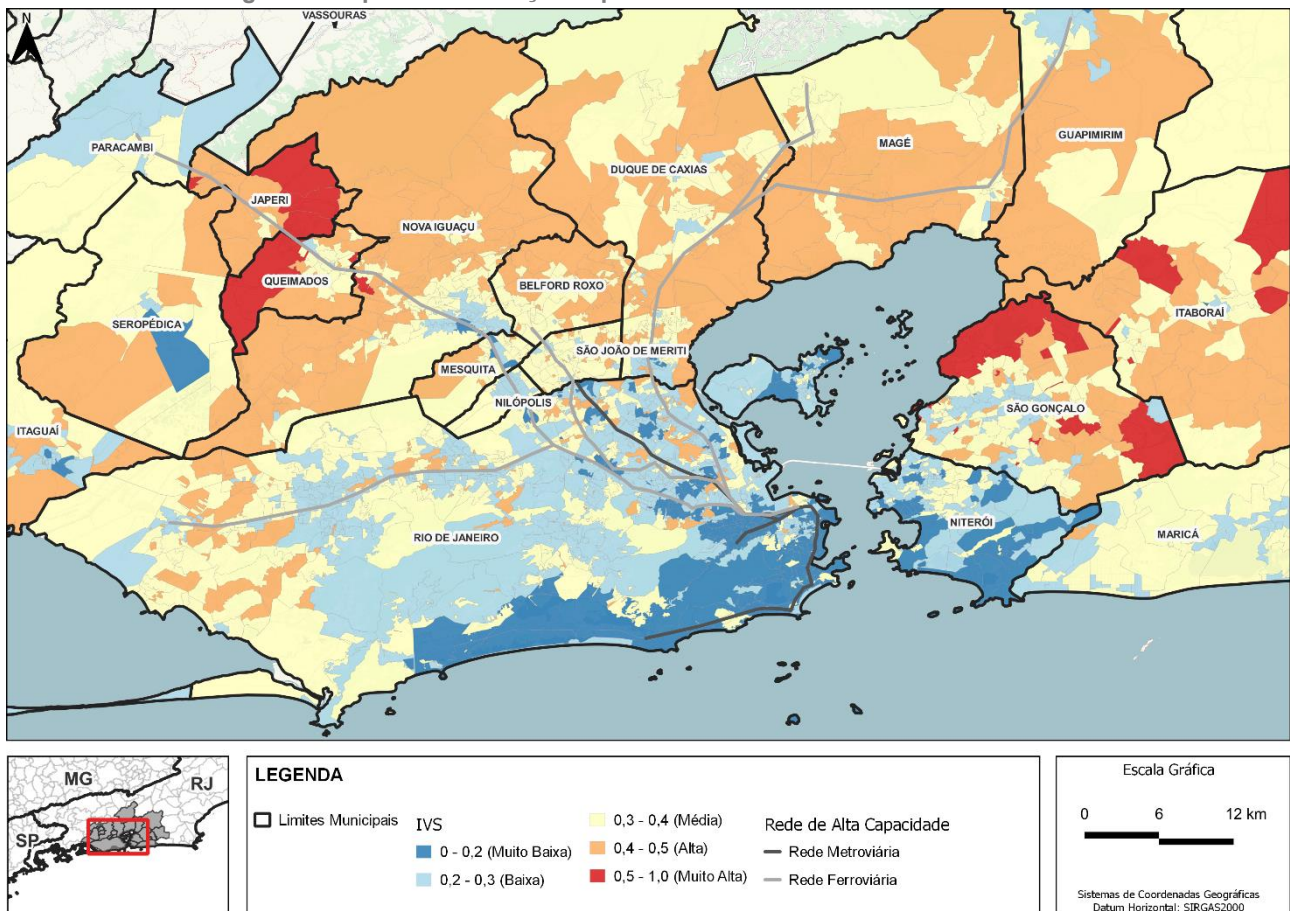 N
VASSOURAS
PARACAMBI
JAPERI
DUQUE DE CAXIAS
MAGÉ
GUAPIMIRIM
NOVA IGUAÇU
QUEIMADOS
BELFORD ROXO
SEROPÉDICA
ITABORAÍ
SÃO JOÃO DE MERITI
MESQUITA
NILÓPOLIS
SÃO GONÇALO
ITAGUAÍ
RIO DE JANEIRO
NITERÓI
MARICÁ
MG
RJ
SP
LEGENDA
Limites Municipais
IVS
0 - 0,2 (Muito Baixa)
0,2 - 0,3 (Baixa)
0,3 - 0,4 (Média)
0,4 - 0,5 (Alta)
0,5 - 1,0 (Muito Alta)
Rede de Alta Capacidade
Rede Metroviária
Rede Ferroviária
Escala Gráfica
0 6 12 km
Sistemas de Coordenadas Geográficas
Datum Horizontal: SIRGAS2000